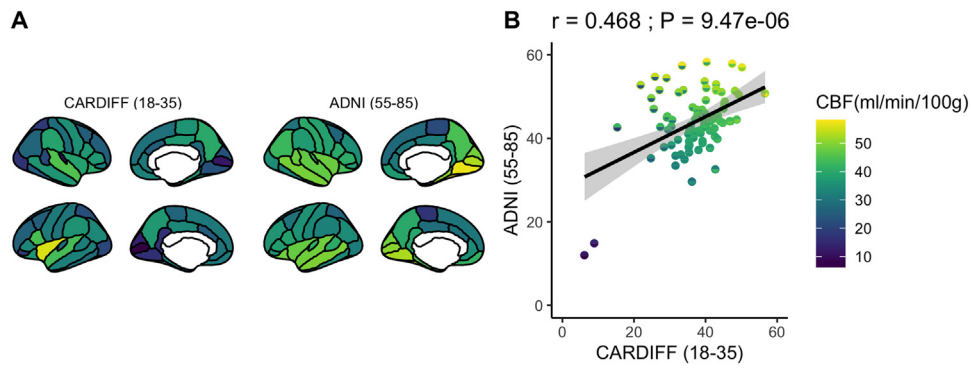 A
CARDIFF (18-35)
ADNI (55-85)
B
r = 0.468 ; P = 9.47e-06
ADNI (55-85)
60
40
20
0
0 20 40 60
CARDIFF (18-35)
CBF(ml/min/100g)
50
40
30
20
10